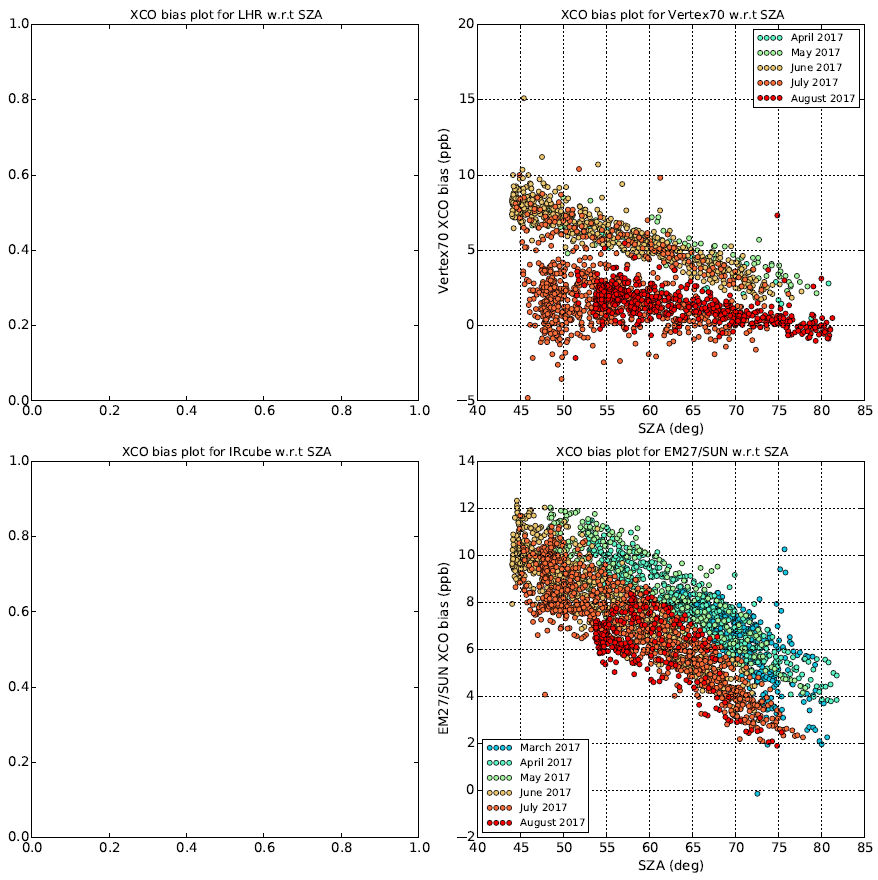 XCO bias plot for LHR w.r.t SZA
1.0
0.8
0.6
0.4
0.2
0.0
0.0 0.2 0.4 0.6 0.8 1.0
XCO bias plot for Vertex70 w.r.t SZA
Vertex70 XCO bias (ppb)
20
15
10
5
0
−5
40 45 50 55 60 65 70 75 80 85
SZA (deg)
April 2017
May 2017
June 2017
July 2017
August 2017
XCO bias plot for IRcube w.r.t SZA
1.0
0.8
0.6
0.4
0.2
0.0
0.0 0.2 0.4 0.6 0.8 1.0
XCO bias plot for EM27/SUN w.r.t SZA
EM27/SUN XCO bias (ppb)
14
12
10
8
6
4
2
0
−2
40 45 50 55 60 65 70 75 80 85
SZA (deg)
March 2017
April 2017
May 2017
June 2017
July 2017
August 2017